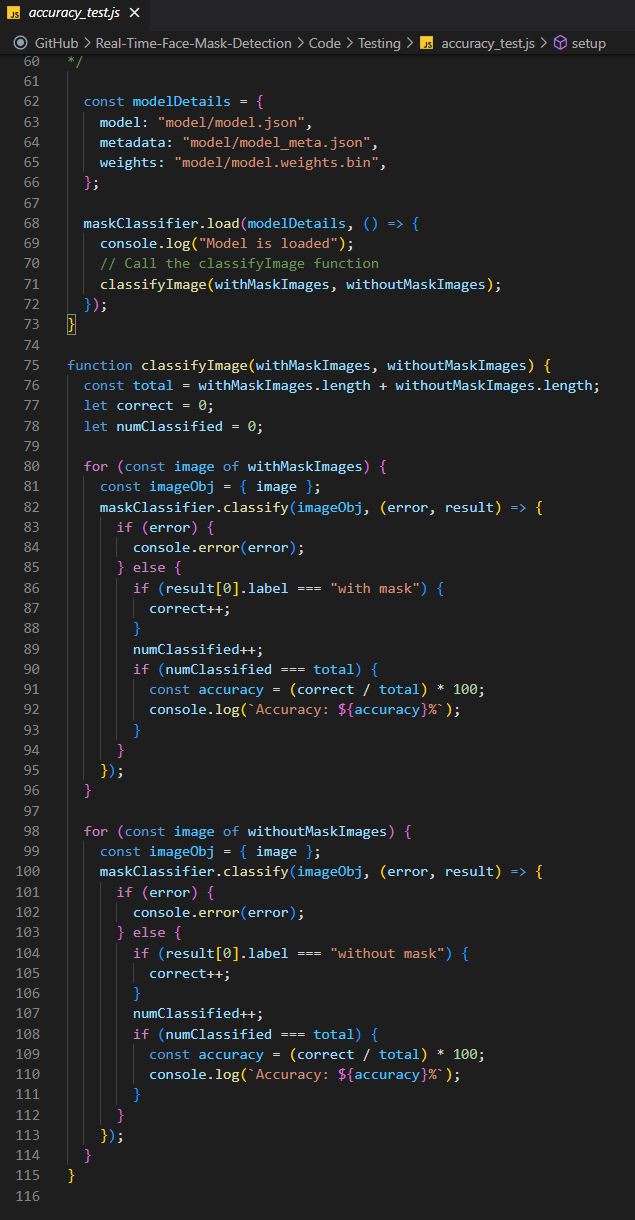 JS accuracy_test.js ×
GitHub > Real-Time-Face-Mask-Detection > Code > Testing > JS accuracy_test.js > setup
60 */
61
62 const modelDetails = {
63 model: "model/model.json",
64 metadata: "model/model_meta.json",
65 weights: "model/model.weights.bin",
66 };
67
68 maskClassifier.load(modelDetails, () => {
69 console.log("Model is loaded");
70 // Call the classifyImage function
71 classifyImage(withMaskImages, withoutMaskImages);
72 });
73 }
74
75 function classifyImage(withMaskImages, withoutMaskImages) {
76 const total = withMaskImages.length + withoutMaskImages.length;
77 let correct = 0;
78 let numClassified = 0;
79
80 for (const image of withMaskImages) {
81 const imageObj = { image };
82 maskClassifier.classify(imageObj, (error, result) => {
83 if (error) {
84 console.error(error);
85 } else {
86 if (result[0].label === "with mask") {
87 correct++;
88 }
89 numClassified++;
90 if (numClassified === total) {
91 const accuracy = (correct / total) * 100;
92 console.log(`Accuracy: ${accuracy}%`);
93 }
94 }
95 });
96 }
97
98 for (const image of withoutMaskImages) {
99 const imageObj = { image };
100 maskClassifier.classify(imageObj, (error, result) => {
101 if (error) {
102 console.error(error);
103 } else {
104 if (result[0].label === "without mask") {
105 correct++;
106 }
107 numClassified++;
108 if (numClassified === total) {
109 const accuracy = (correct / total) * 100;
110 console.log(`Accuracy: ${accuracy}%`);
111 }
112 }
113 });
114 }
115 }
116